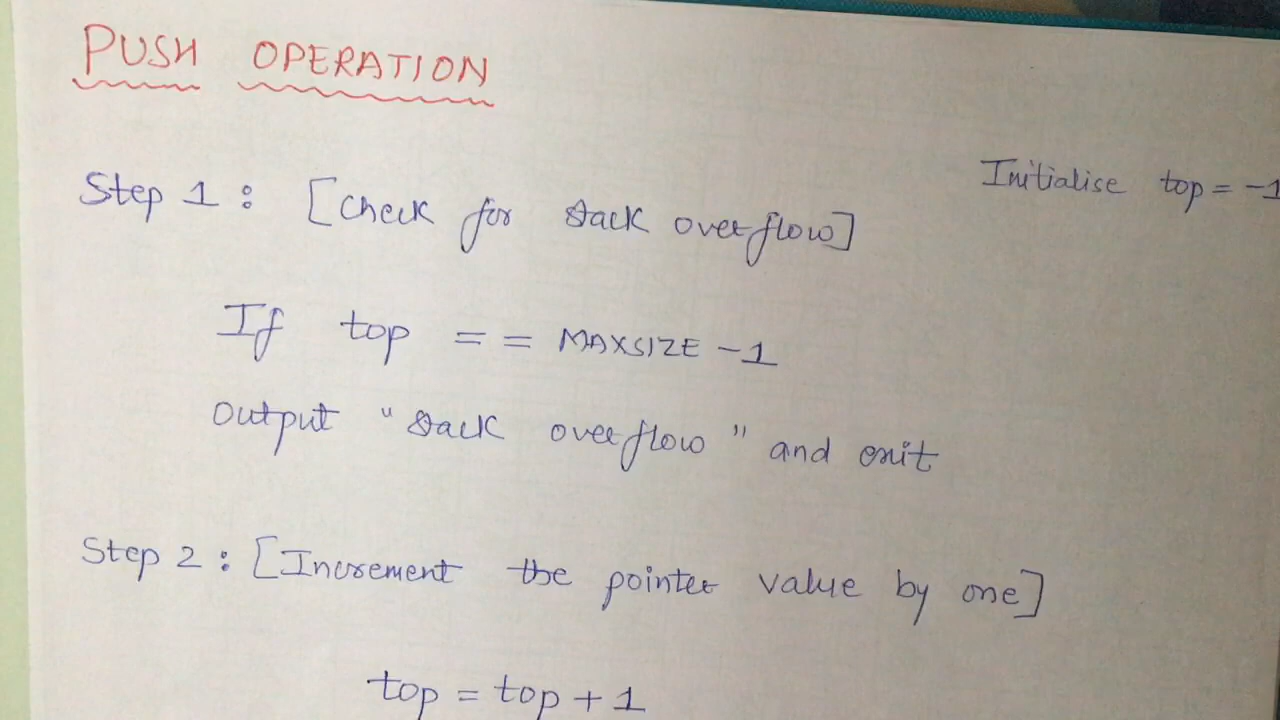 PUSH OPERATION
Initialise top = -1
Step 1 : [Check for stack overflow]
If top == MAXSIZE -1
Output "stack overflow" and exit
Step 2 : [Increment the pointer value by one]
top = top + 1